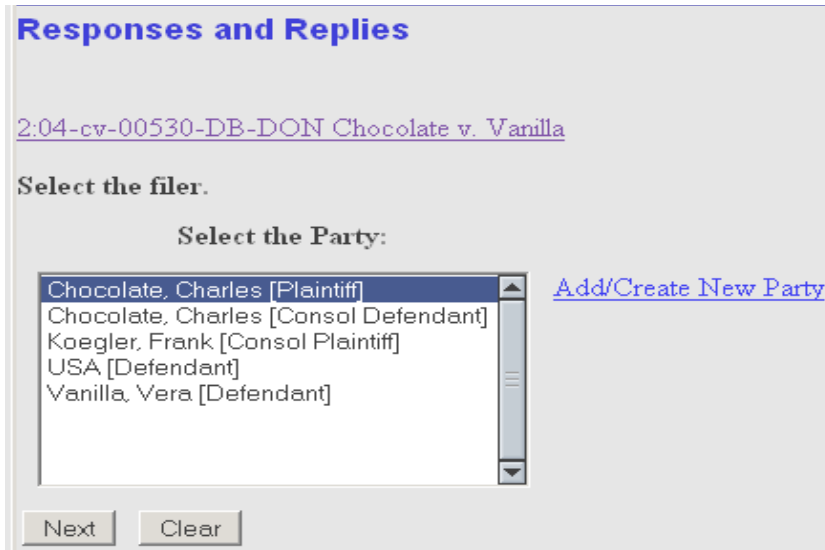 Responses and Replies
2:04-cv-00530-DB-DON Chocolate v. Vanilla
Select the filer.
Select the Party:
Chocolate, Charles [Plaintiff]
Chocolate, Charles [Consol Defendant]
Koegler, Frank [Consol Plaintiff]
USA [Defendant]
Vanilla, Vera [Defendant]
Add/Create New Party
Next
Clear